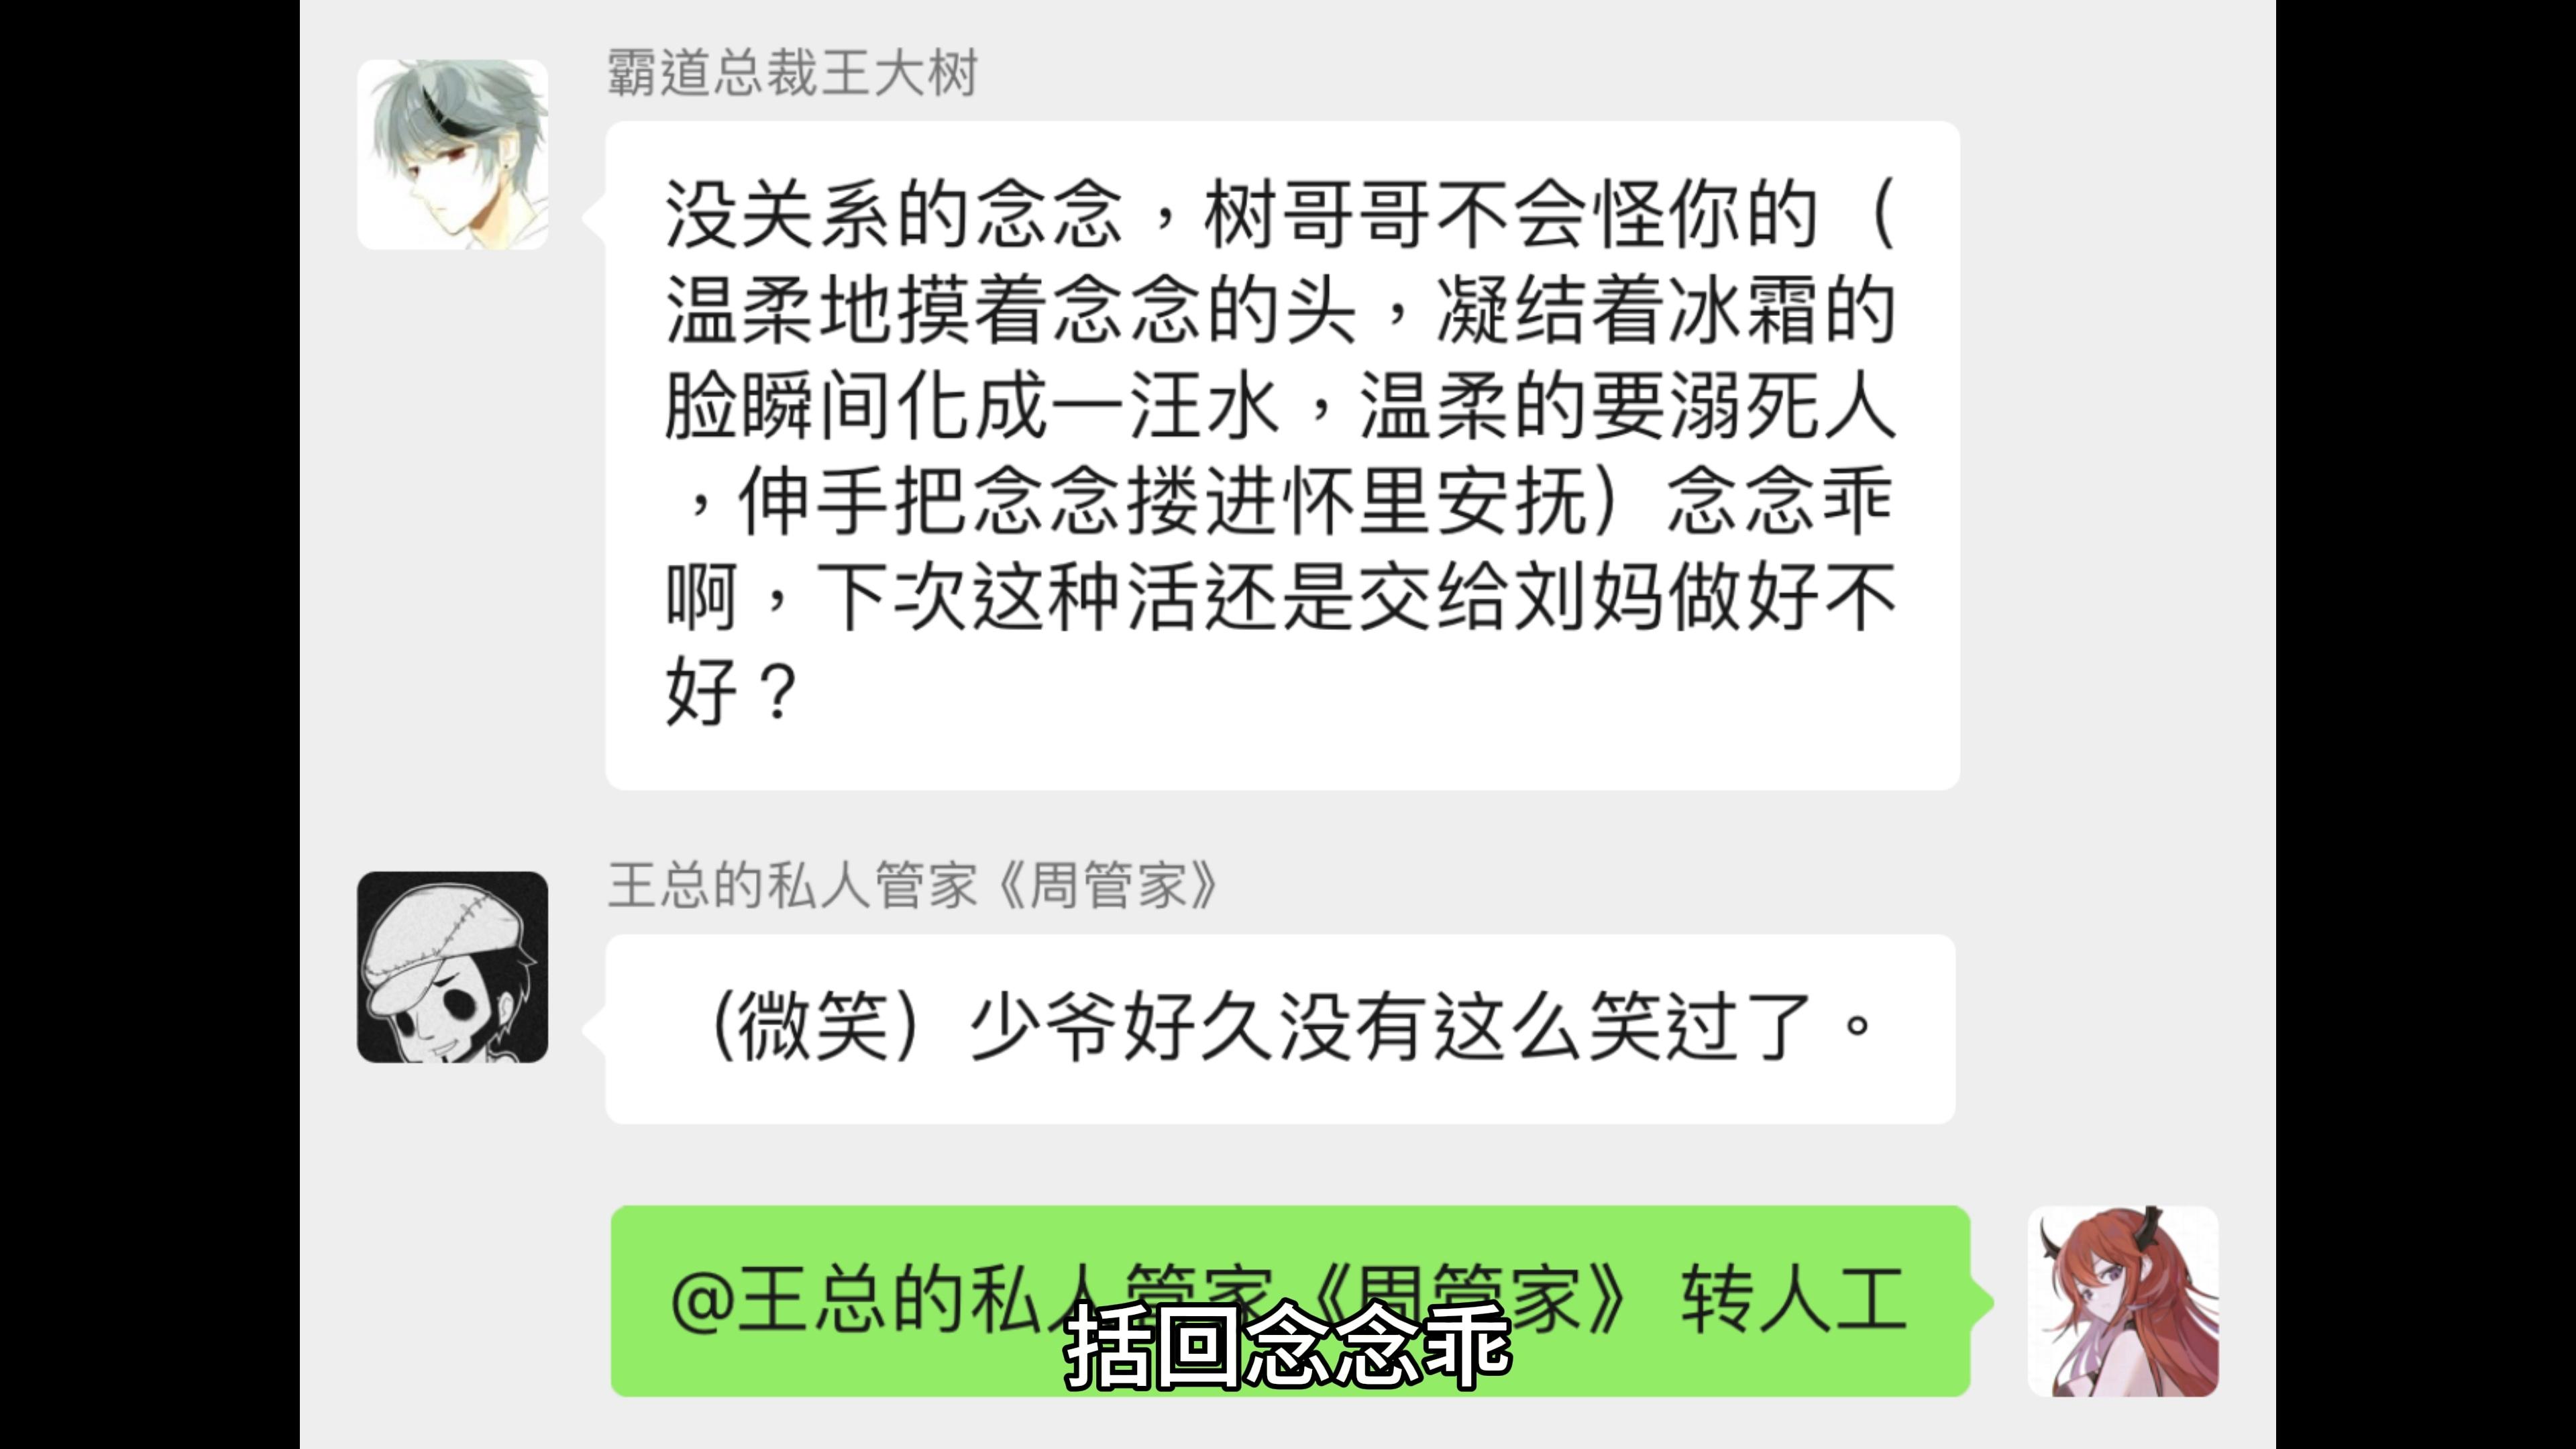 霸道总裁王大树
没关系的念念，树哥哥不会怪你的（
温柔地摸着念念的头，凝结着冰霜的
脸瞬间化成一汪水，温柔的要溺死人
，伸手把念念搂进怀里安抚）念念乖
啊，下次这种活还是交给刘妈做好不
好？
王总的私人管家《周管家》
（微笑）少爷好久没有这么笑过了。
@王总的私人管家《周管家》 转人工
括回念念乖